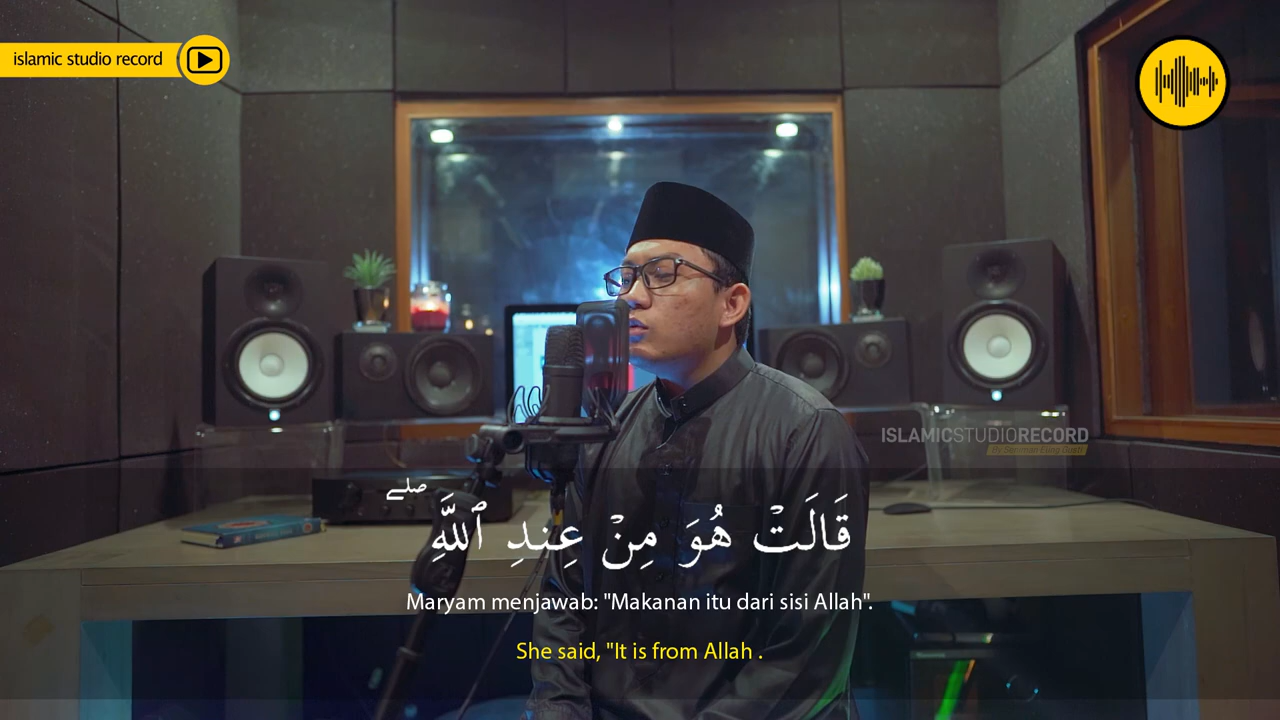 islamic studio record
ISLAMICSTUDIORECORD
قَالَتْ هُوَ مِنْ عِندِ ٱللَّهِ ۖ
Maryam menjawab: "Makanan itu dari sisi Allah".
She said, "It is from Allah .